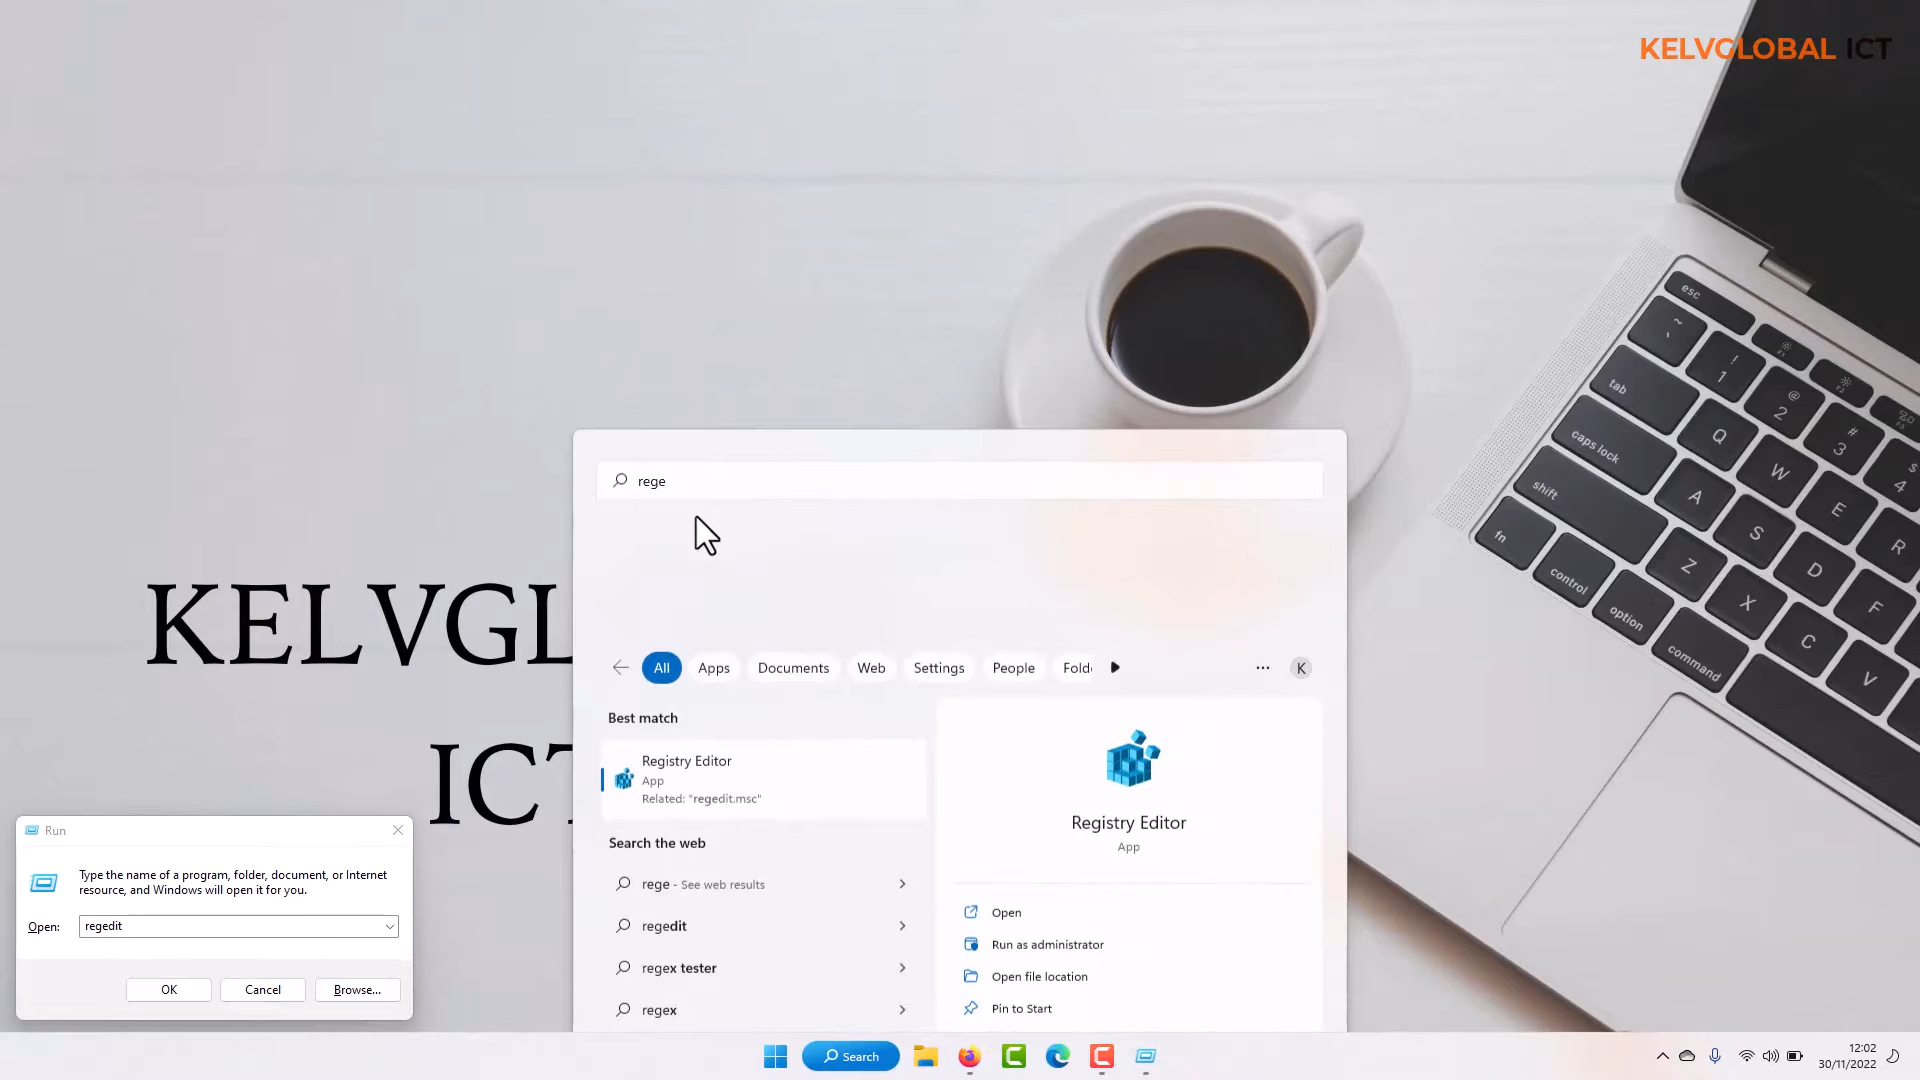 KELVGLOBAL ICT
KELVGL
ICT
rege
All
Apps
Documents
Web
Settings
People
Fold
...
K
Best match
Registry Editor
App
Related: "regedit.msc"
Search the web
rege - See web results
regedit
regex tester
regex
Registry Editor
App
Open
Run as administrator
Open file location
Pin to Start
Run
Type the name of a program, folder, document, or Internet
resource, and Windows will open it for you.
Open:
regedit
OK
Cancel
Browse...
esc
~
`
!
1
@
2
#
3
$
4
tab
Q
W
E
R
caps lock
A
S
D
F
shift
Z
X
C
V
fn
control
option
command
Search
12:02
30/11/2022